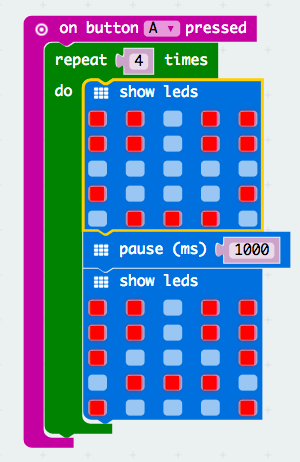 on button A pressed
repeat 4 times
do show leds
pause (ms) 1000
show leds